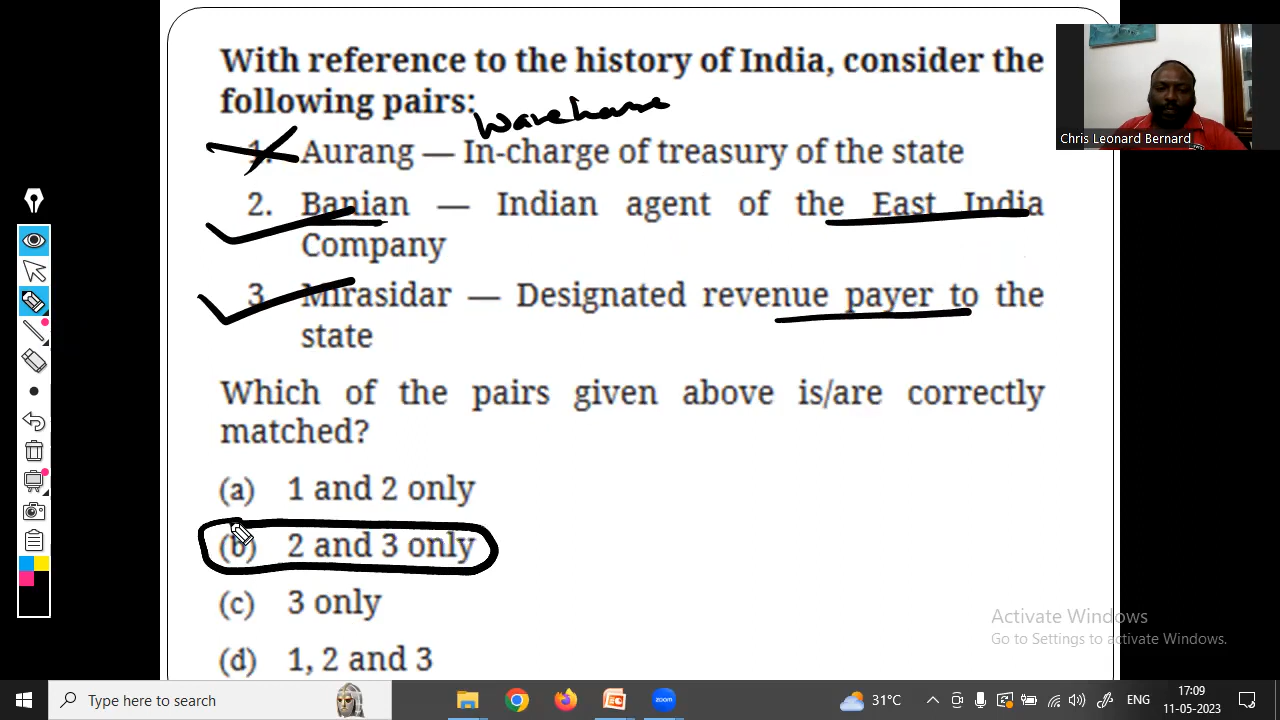 With reference to the history of India, consider the
following pairs:
warehouse
1. Aurang — In-charge of treasury of the state
2. Banian — Indian agent of the East India
Company
3. Mirasidar — Designated revenue payer to the
state
Which of the pairs given above is/are correctly
matched?
(a) 1 and 2 only
(b) 2 and 3 only
(c) 3 only
(d) 1, 2 and 3
Chris Leonard Bernard
Activate Windows
Go to Settings to activate Windows.
Type here to search
zoom
31°C
ENG
17:09
11-05-2023